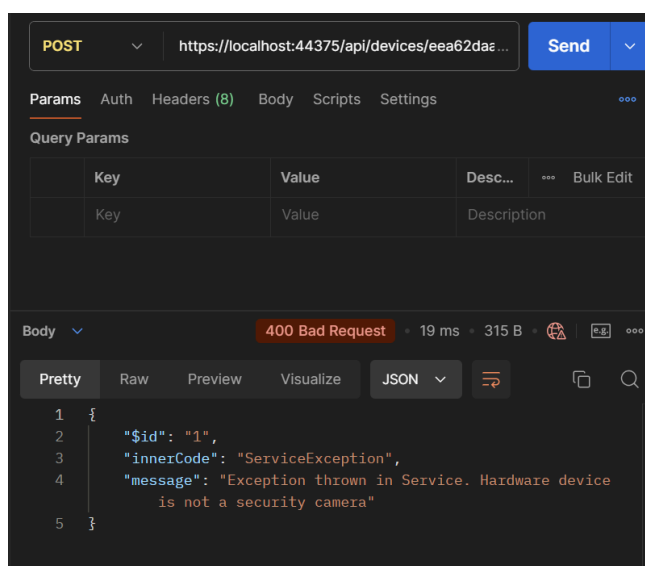 POST https://localhost:44375/api/devices/eea62daa... Send
Params Auth Headers (8) Body Scripts Settings
Query Params
Key Value Desc... Bulk Edit
Key Value Description
Body 400 Bad Request • 19 ms • 315 B • e.g.
Pretty Raw Preview Visualize JSON
1 {
2 "$id": "1",
3 "innerCode": "ServiceException",
4 "message": "Exception thrown in Service. Hardware device
is not a security camera"
5 }